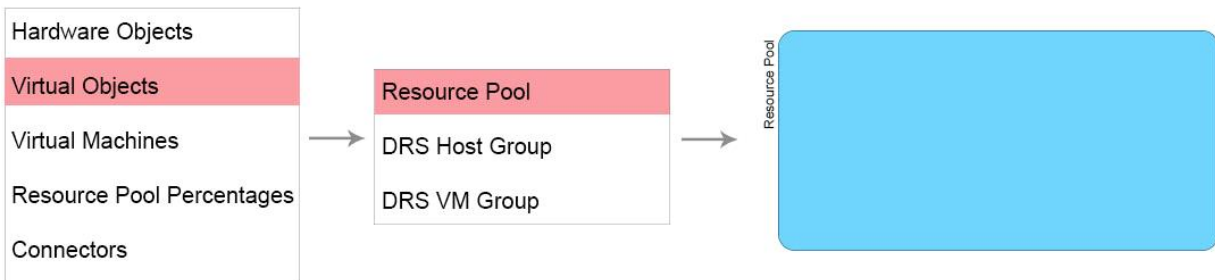 Hardware Objects
Virtual Objects
Virtual Machines
Resource Pool Percentages
Connectors
Resource Pool
DRS Host Group
DRS VM Group
Resource Pool